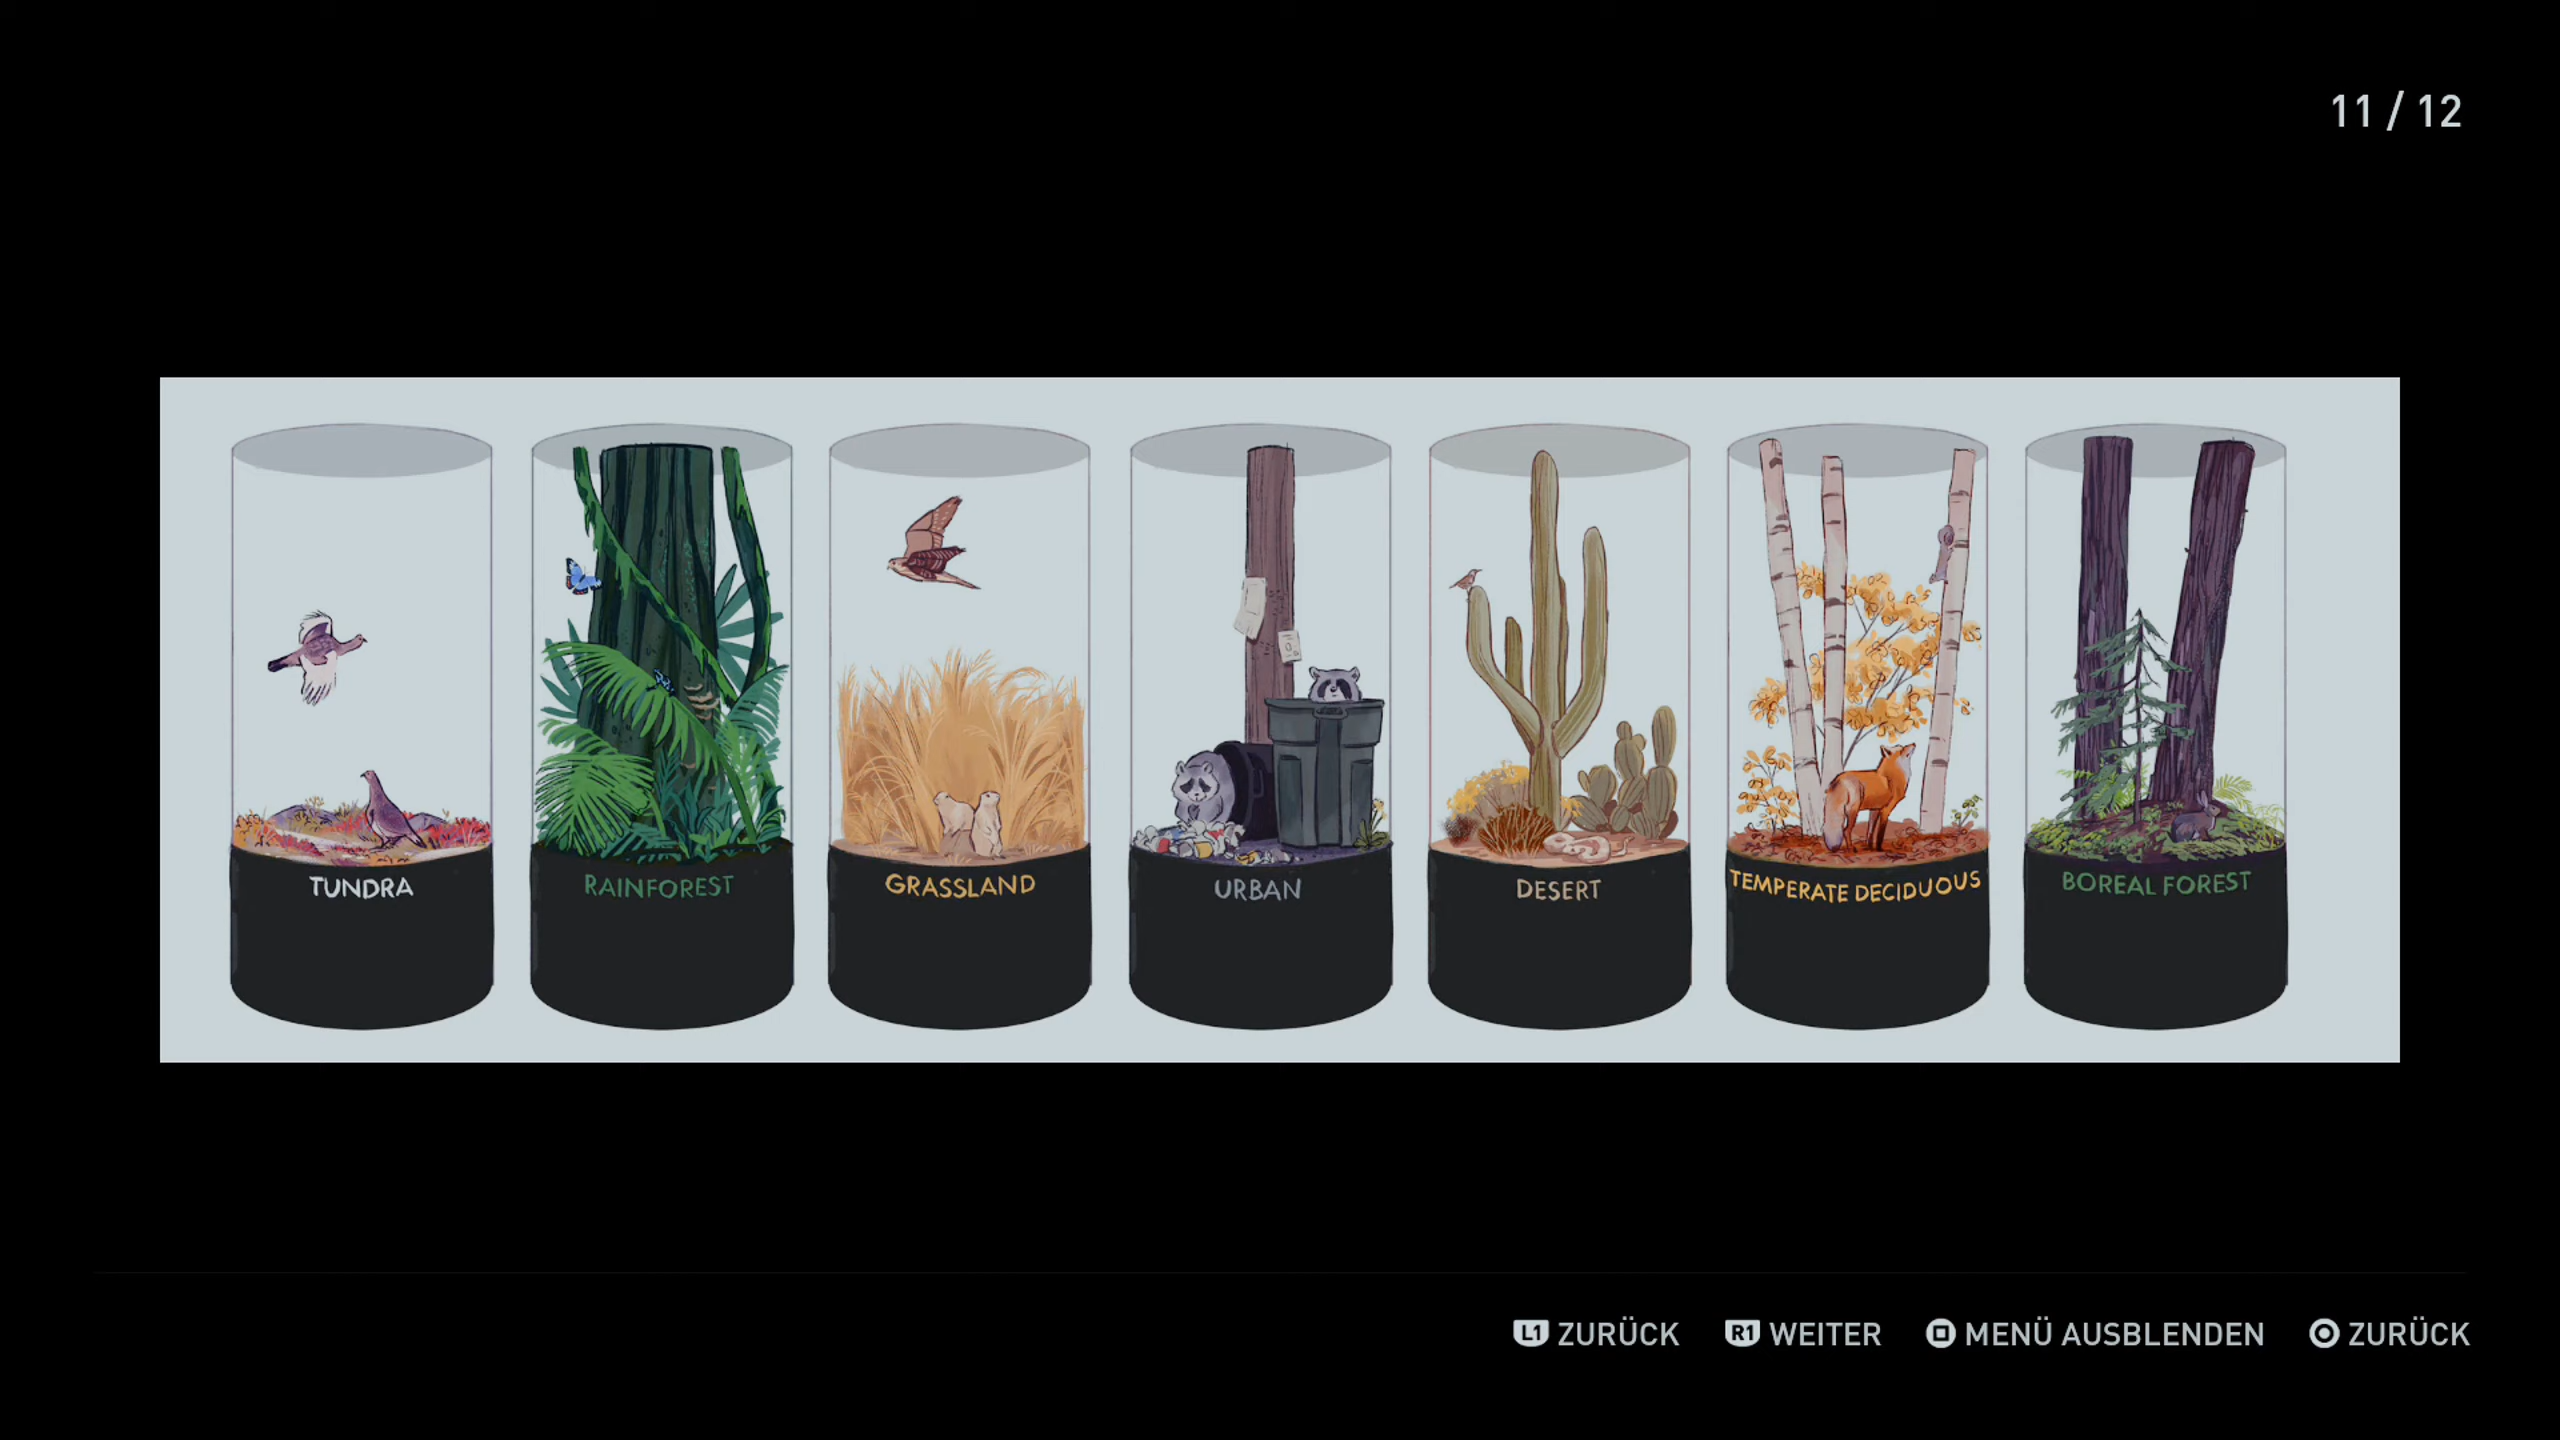 11 / 12
TUNDRA
RAINFOREST
GRASSLAND
URBAN
DESERT
TEMPERATE DECIDUOUS
BOREAL FOREST
L1 ZURÜCK R1 WEITER MENÜ AUSBLENDEN ZURÜCK